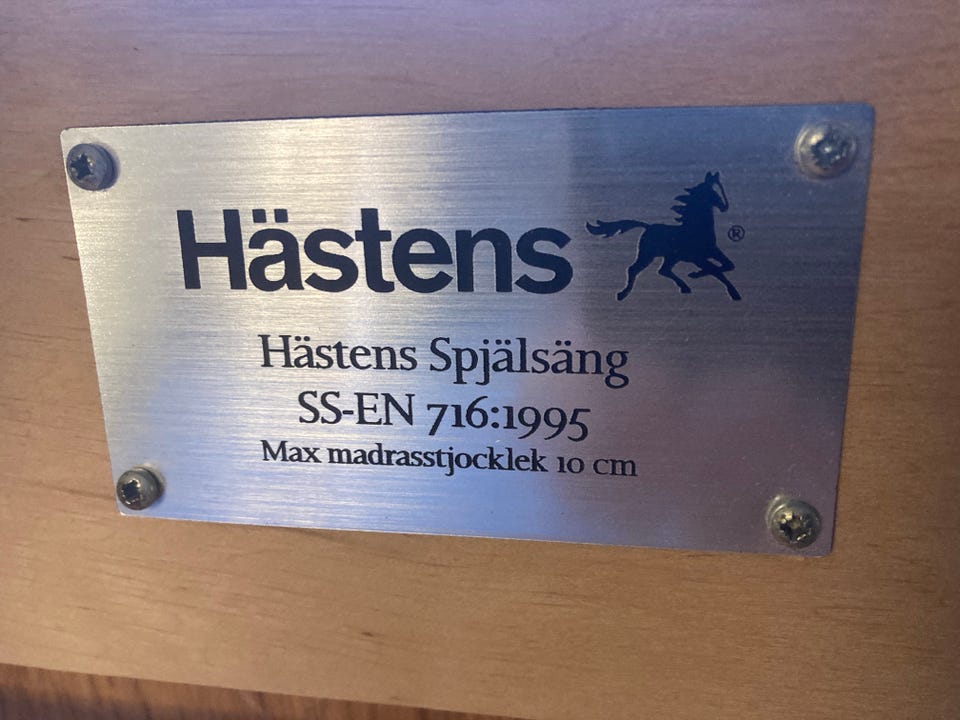 Hästens ®
Hästens Spjälsäng
SS-EN 716:1995
Max madrasstjocklek 10 cm